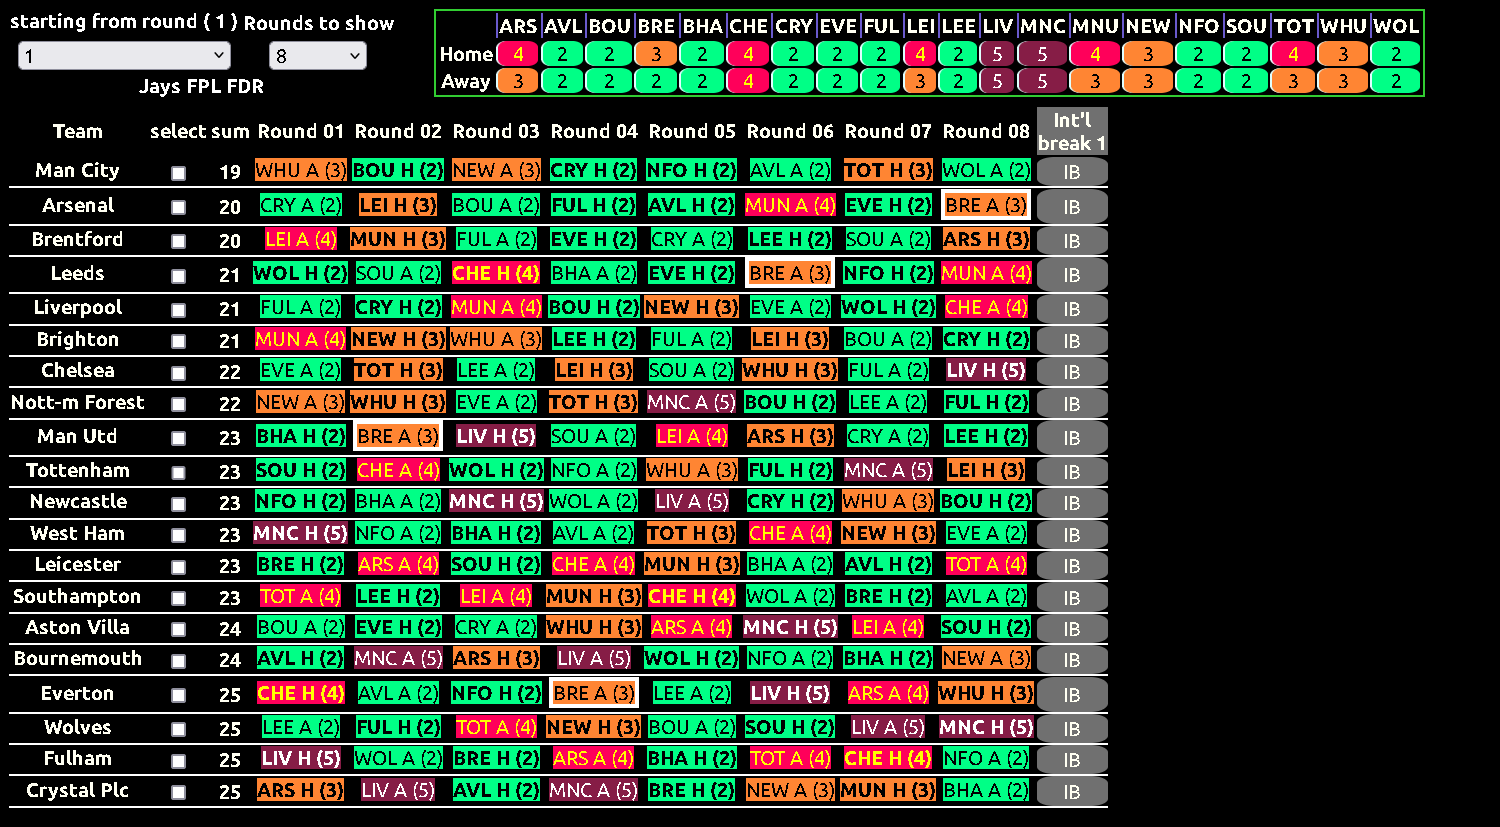 starting from round ( 1 ) Rounds to show
1 8
Jays FPL FDR
ARS AVL BOU BRE BHA CHE CRY EVE FUL LEI LEE LIV MNC MNU NEW NFO SOU TOT WHU WOL
Home 4 2 2 3 2 4 2 2 2 4 2 5 5 4 3 2 2 4 3 2
Away 3 2 2 2 2 4 2 2 2 3 2 5 5 3 3 2 2 3 3 2
Team select sum Round 01 Round 02 Round 03 Round 04 Round 05 Round 06 Round 07 Round 08 Int'l break 1
Man City 19 WHU A (3) BOU H (2) NEW A (3) CRY H (2) NFO H (2) AVL A (2) TOT H (3) WOL A (2) IB
Arsenal 20 CRY A (2) LEI H (3) BOU A (2) FUL H (2) AVL H (2) MUN A (4) EVE H (2) BRE A (3) IB
Brentford 20 LEI A (4) MUN H (3) FUL A (2) EVE H (2) CRY A (2) LEE H (2) SOU A (2) ARS H (3) IB
Leeds 21 WOL H (2) SOU A (2) CHE H (4) BHA A (2) EVE H (2) BRE A (3) NFO H (2) MUN A (4) IB
Liverpool 21 FUL A (2) CRY H (2) MUN A (4) BOU H (2) NEW H (3) EVE A (2) WOL H (2) CHE A (4) IB
Brighton 21 MUN A (4) NEW H (3) WHU A (3) LEE H (2) FUL A (2) LEI H (3) BOU A (2) CRY H (2) IB
Chelsea 22 EVE A (2) TOT H (3) LEE A (2) LEI H (3) SOU A (2) WHU H (3) FUL A (2) LIV H (5) IB
Nott-m Forest 22 NEW A (3) WHU H (3) EVE A (2) TOT H (3) MNC A (5) BOU H (2) LEE A (2) FUL H (2) IB
Man Utd 23 BHA H (2) BRE A (3) LIV H (5) SOU A (2) LEI A (4) ARS H (3) CRY A (2) LEE H (2) IB
Tottenham 23 SOU H (2) CHE A (4) WOL H (2) NFO A (2) WHU A (3) FUL H (2) MNC A (5) LEI H (3) IB
Newcastle 23 NFO H (2) BHA A (2) MNC H (5) WOL A (2) LIV A (5) CRY H (2) WHU A (3) BOU H (2) IB
West Ham 23 MNC H (5) NFO A (2) BHA H (2) AVL A (2) TOT H (3) CHE A (4) NEW H (3) EVE A (2) IB
Leicester 23 BRE H (2) ARS A (4) SOU H (2) CHE A (4) MUN H (3) BHA A (2) AVL H (2) TOT A (4) IB
Southampton 23 TOT A (4) LEE H (2) LEI A (4) MUN H (3) CHE H (4) WOL A (2) BRE H (2) AVL A (2) IB
Aston Villa 24 BOU A (2) EVE H (2) CRY A (2) WHU H (3) ARS A (4) MNC H (5) LEI A (4) SOU H (2) IB
Bournemouth 24 AVL H (2) MNC A (5) ARS H (3) LIV A (5) WOL H (2) NFO A (2) BHA H (2) NEW A (3) IB
Everton 25 CHE H (4) AVL A (2) NFO H (2) BRE A (3) LEE A (2) LIV H (5) ARS A (4) WHU H (3) IB
Wolves 25 LEE A (2) FUL H (2) TOT A (4) NEW H (3) BOU A (2) SOU H (2) LIV A (5) MNC H (5) IB
Fulham 25 LIV H (5) WOL A (2) BRE H (2) ARS A (4) BHA H (2) TOT A (4) CHE H (4) NFO A (2) IB
Crystal Plc 25 ARS H (3) LIV A (5) AVL H (2) MNC A (5) BRE H (2) NEW A (3) MUN H (3) BHA A (2) IB